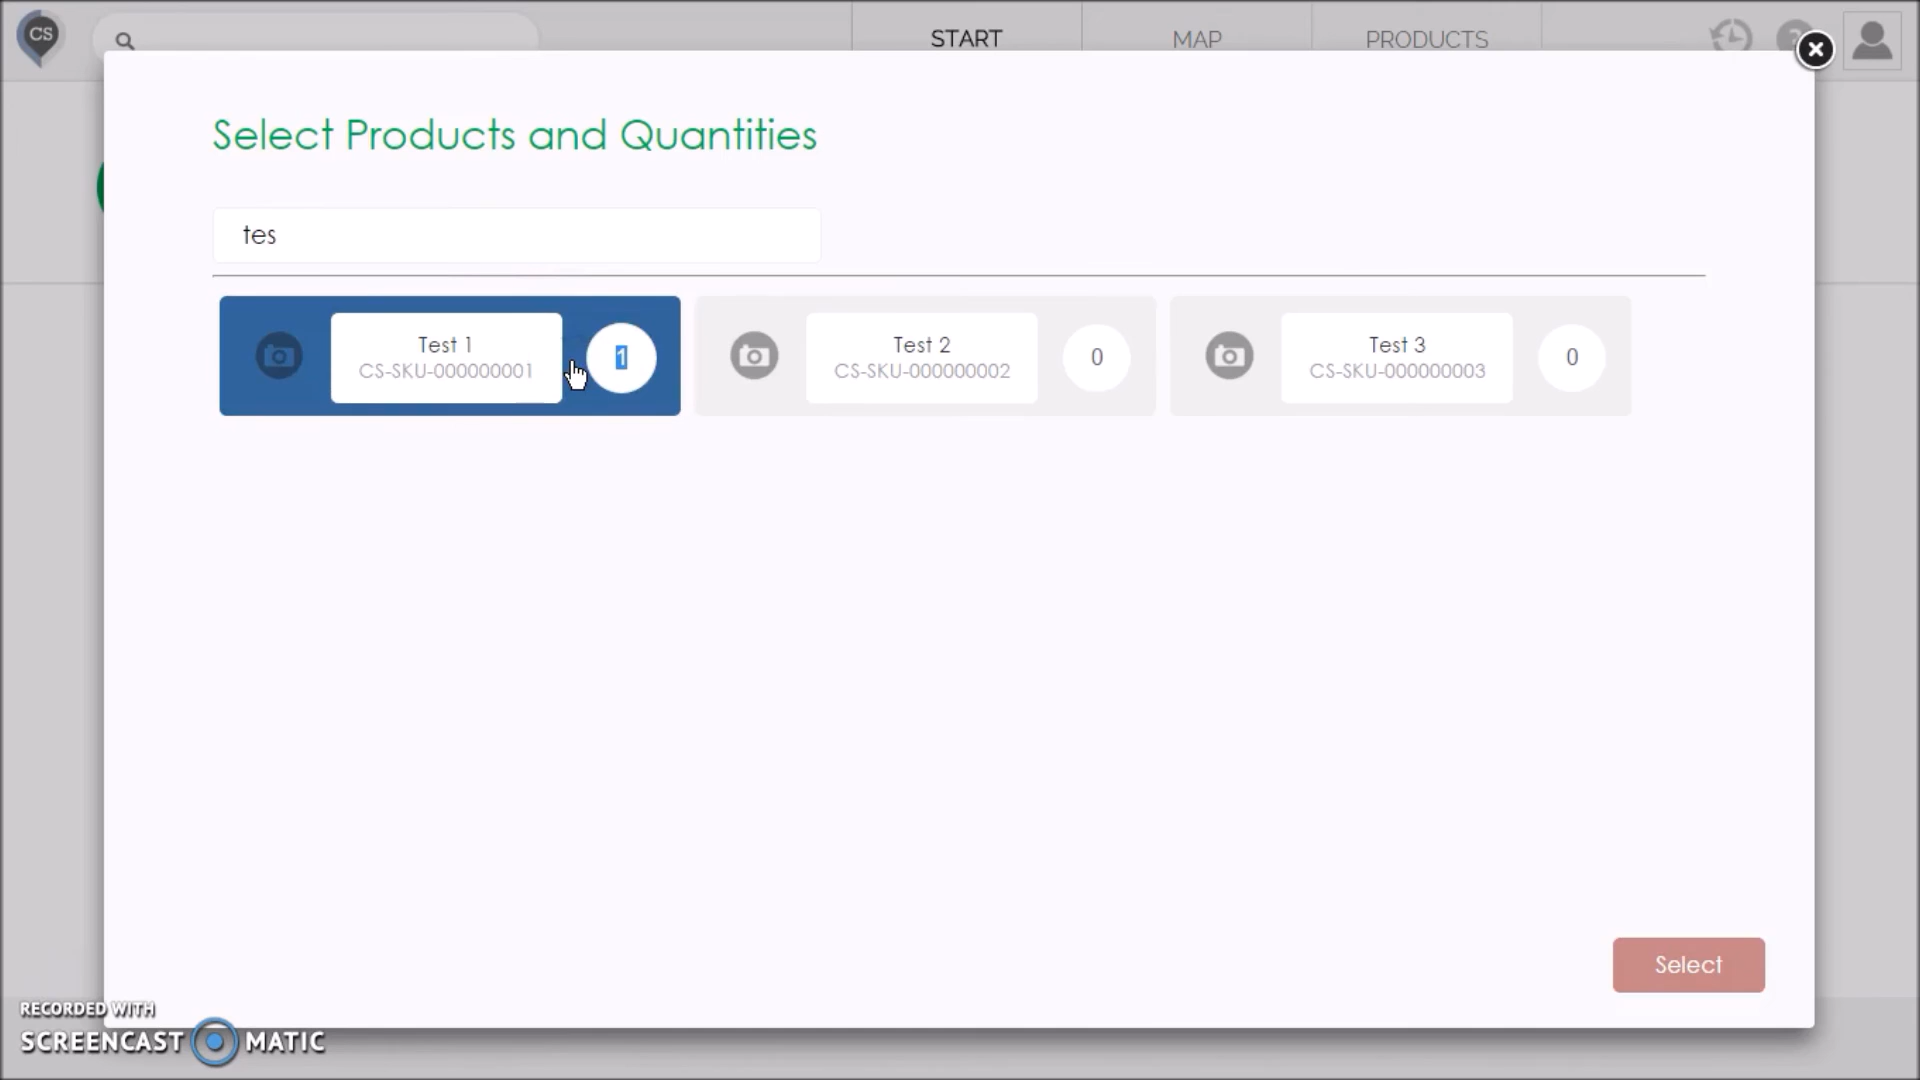 CS
START
MAP
PRODUCTS
?
Select Products and Quantities
tes
Test 1
CS-SKU-000000001
1
Test 2
CS-SKU-000000002
0
Test 3
CS-SKU-000000003
0
Select
RECORDED WITH
SCREENCAST MATIC